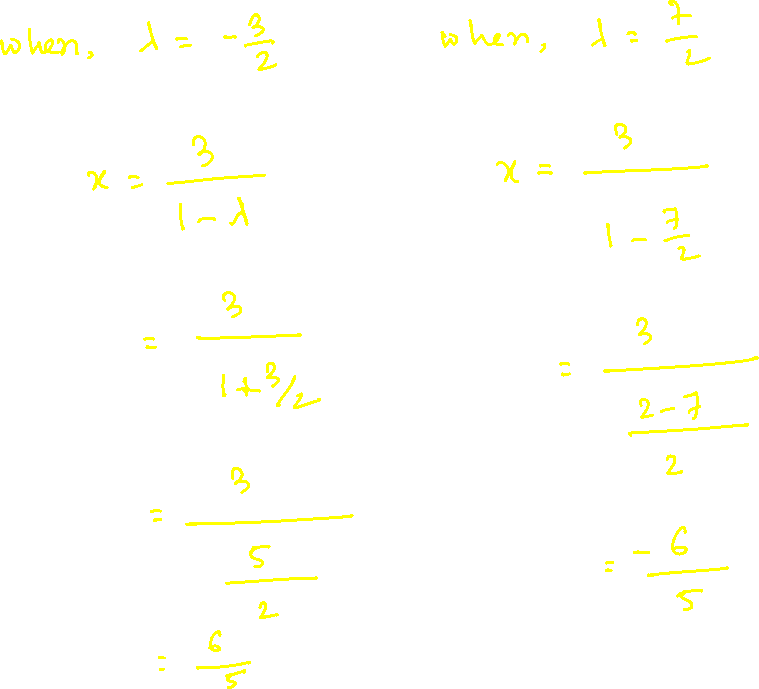 when, λ = -3/2
x = 3/(1-λ)
= 3/(1+3/2)
= 3/(5/2)
= 6/5
when, λ = 7/2
x = 3/(1-7/2)
= 3/((2-7)/2)
= -6/5